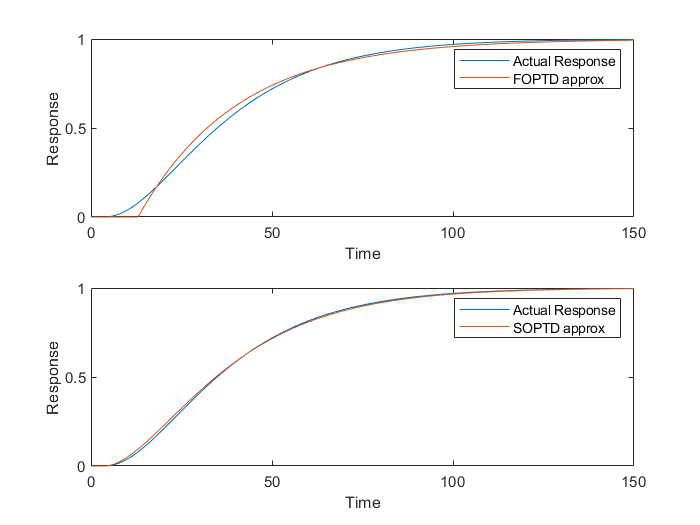 1
Actual Response
FOPTD approx
0.5
Response
0
0 50 100 150
Time
1
Actual Response
SOPTD approx
0.5
Response
0
0 50 100 150
Time